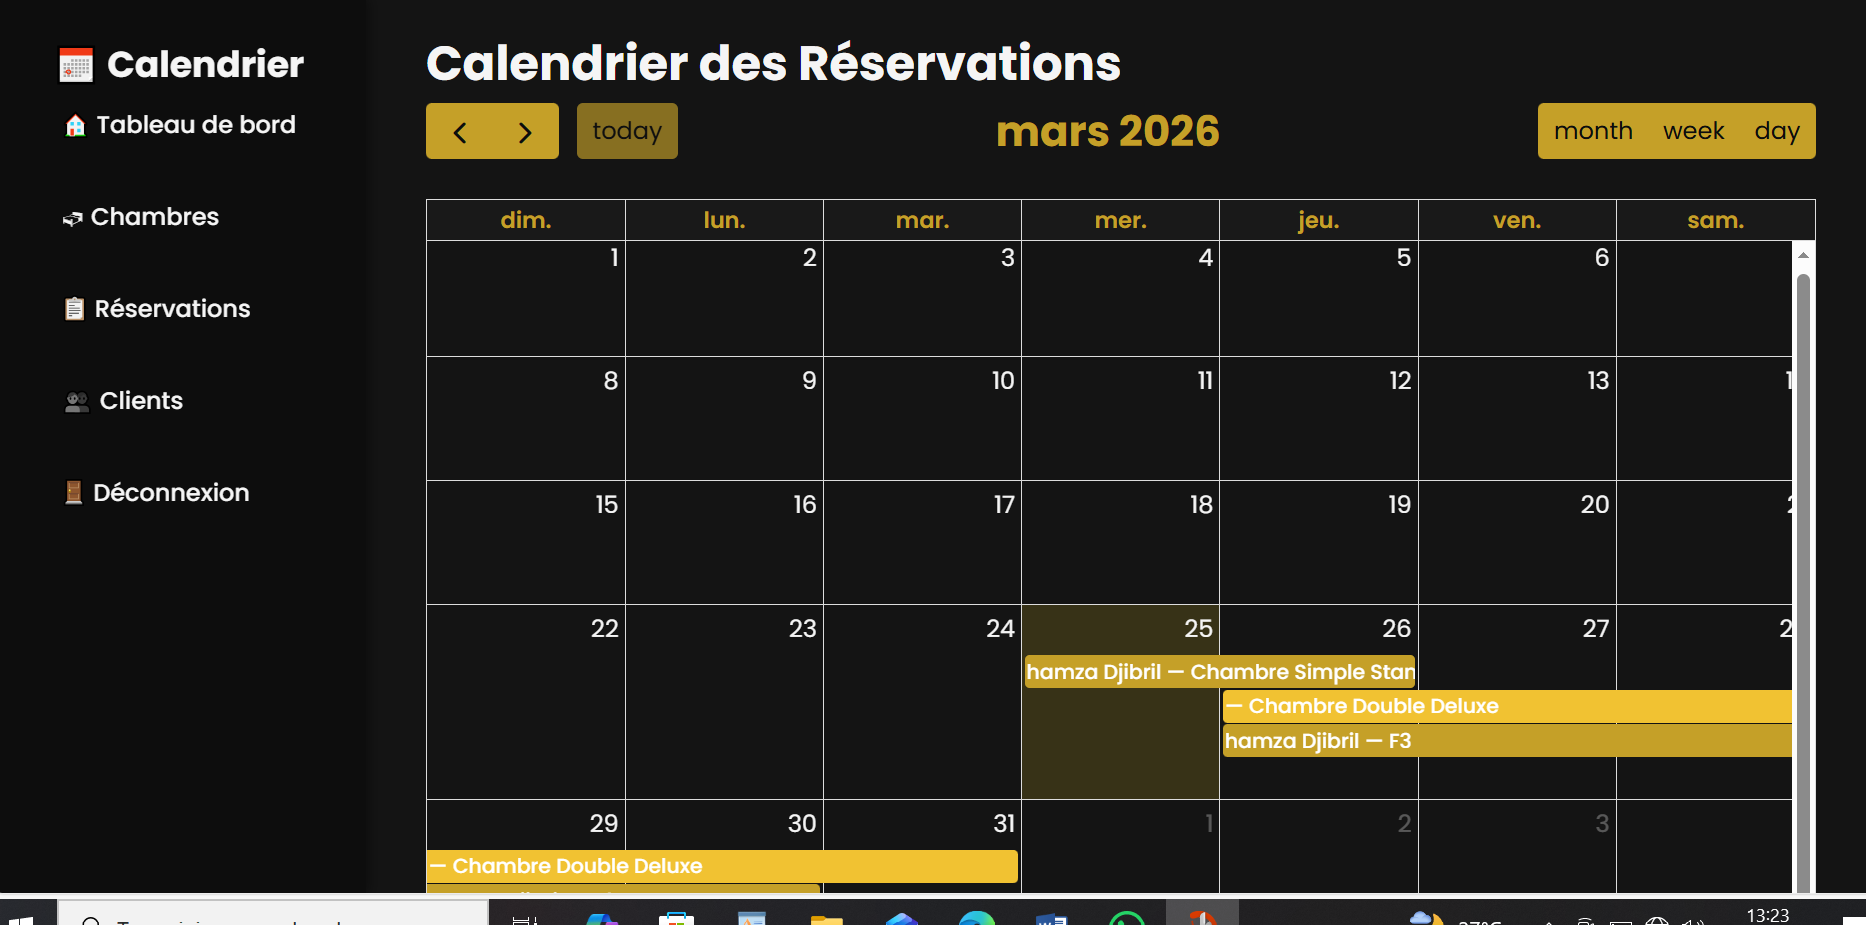 Calendrier
Tableau de bord
Chambres
Réservations
Clients
Déconnexion
Calendrier des Réservations
today
mars 2026
month week day
dim. lun. mar. mer. jeu. ven. sam.
1 2 3 4 5 6
8 9 10 11 12 13
15 16 17 18 19 20
22 23 24 25 26 27
hamza Djibril — Chambre Simple Stan
— Chambre Double Deluxe
hamza Djibril — F3
29 30 31 1 2 3
— Chambre Double Deluxe
13:23